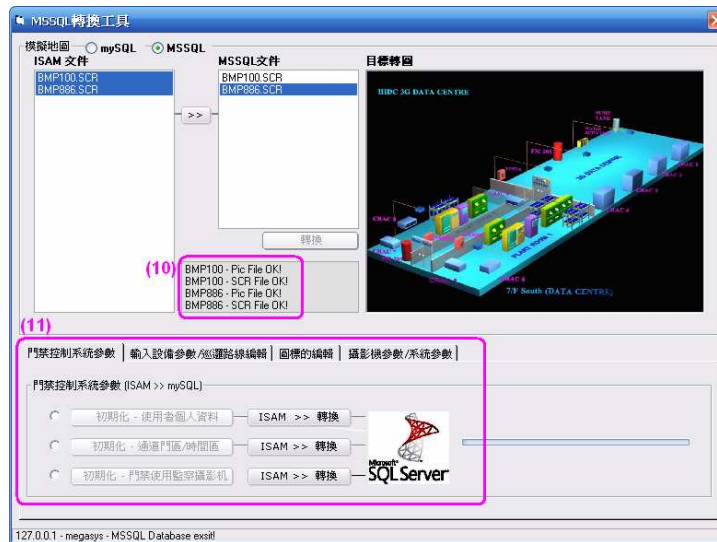 MSSQL轉換工具
模擬地圖 mySQL MSSQL
ISAM 文件
BMP100.SCR
BMP886.SCR
>>
MSSQL文件
BMP100.SCR
BMP886.SCR
轉換
目標轉圖
HIDC 3G DATA CENTRE
3G DATA CENTRE
PLANT ROOM 1
7/F South (DATA CENTRE)
(10)
BMP100 - Pic File OK!
BMP100 - SCR File OK!
BMP886 - Pic File OK!
BMP886 - SCR File OK!
(11)
門禁控制系統參數 輸入設備參數/巡邏路線編輯 圖標的編輯 攝影機參數/系統參數
門禁控制系統參數 (ISAM >> mySQL)
初期化 - 使用者個人資料 ISAM >> 轉換
初期化 - 通道門區/時間區 ISAM >> 轉換
初期化 - 門禁使用監察攝影机 ISAM >> 轉換
Microsoft
SQL Server
127.0.0.1 - megasys - MSSQL Database exsit!